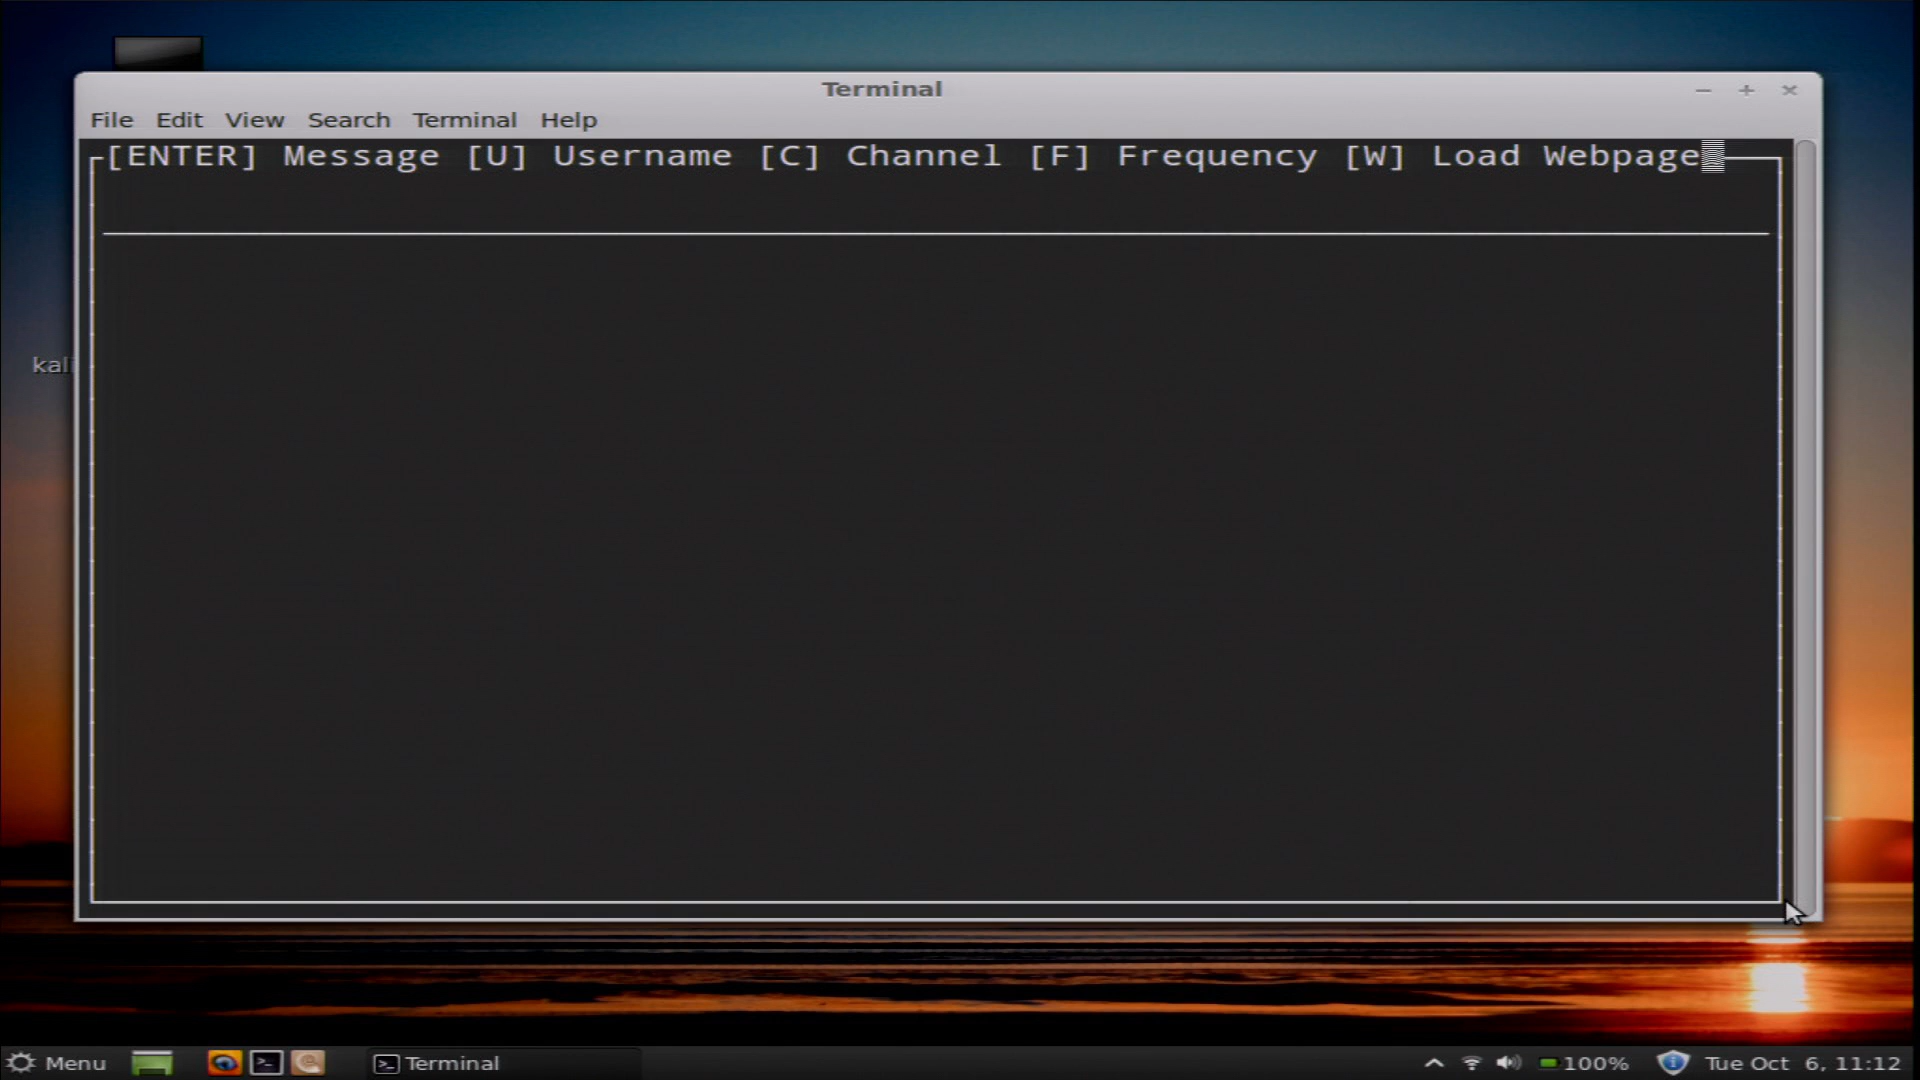 Terminal
File Edit View Search Terminal Help
[ENTER] Message [U] Username [C] Channel [F] Frequency [W] Load Webpage
kali
Menu
Terminal
100%
Tue Oct 6, 11:12